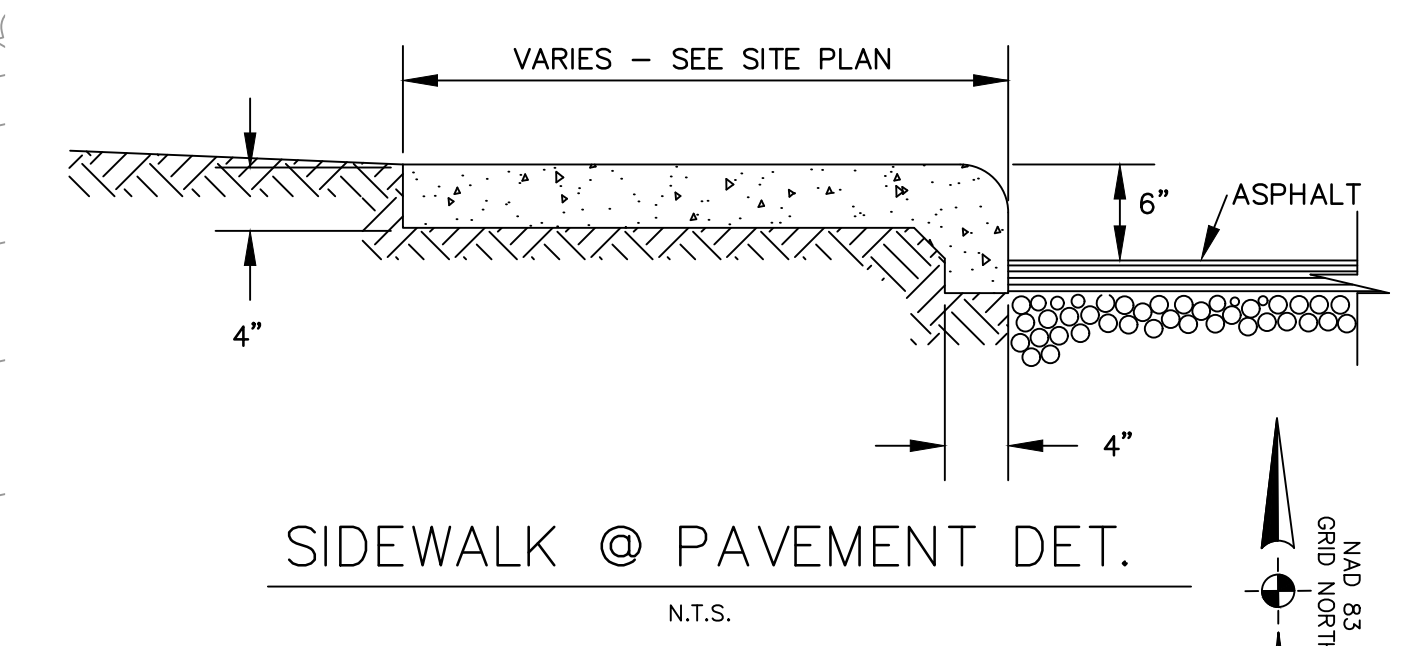 VARIES – SEE SITE PLAN
6”
ASPHALT
4”
4”
SIDEWALK @ PAVEMENT DET.
N.T.S.
NAD 83
GRID NORTH